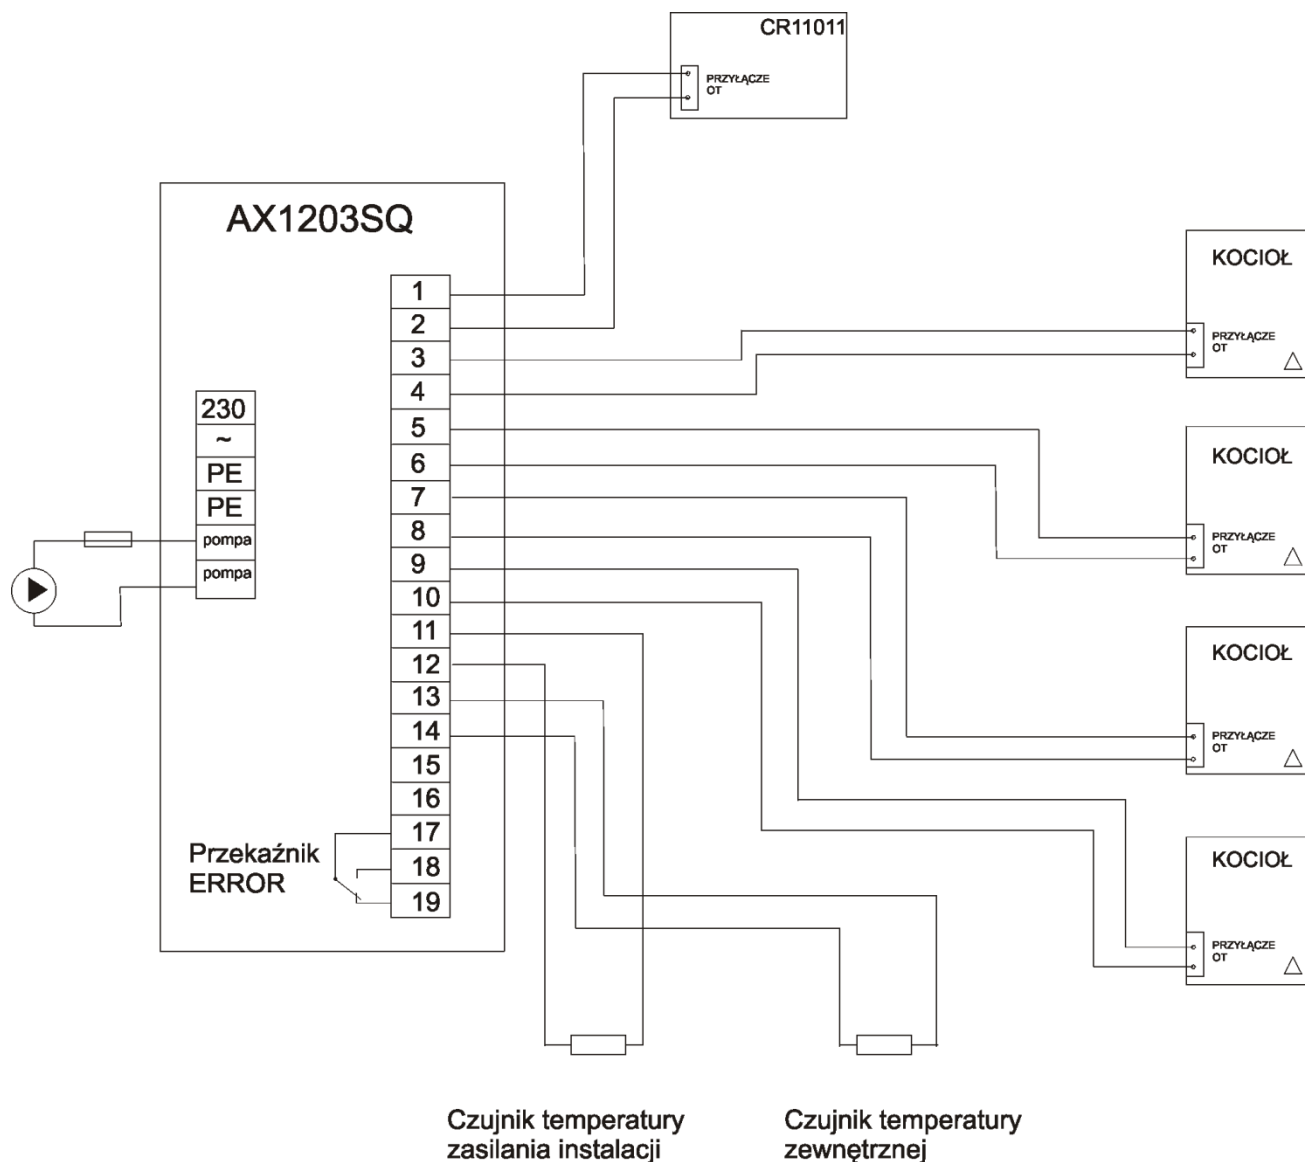 CR11011
PRZYŁĄCZE
OT
AX1203SQ
1
2
3
4
5
6
7
8
9
10
11
12
13
14
15
16
17
18
19
230
~
PE
PE
pompa
pompa
Przekaźnik
ERROR
KOCIOŁ
PRZYŁĄCZE
OT
KOCIOŁ
PRZYŁĄCZE
OT
KOCIOŁ
PRZYŁĄCZE
OT
KOCIOŁ
PRZYŁĄCZE
OT
Czujnik temperatury
zasilania instalacji
Czujnik temperatury
zewnętrznej